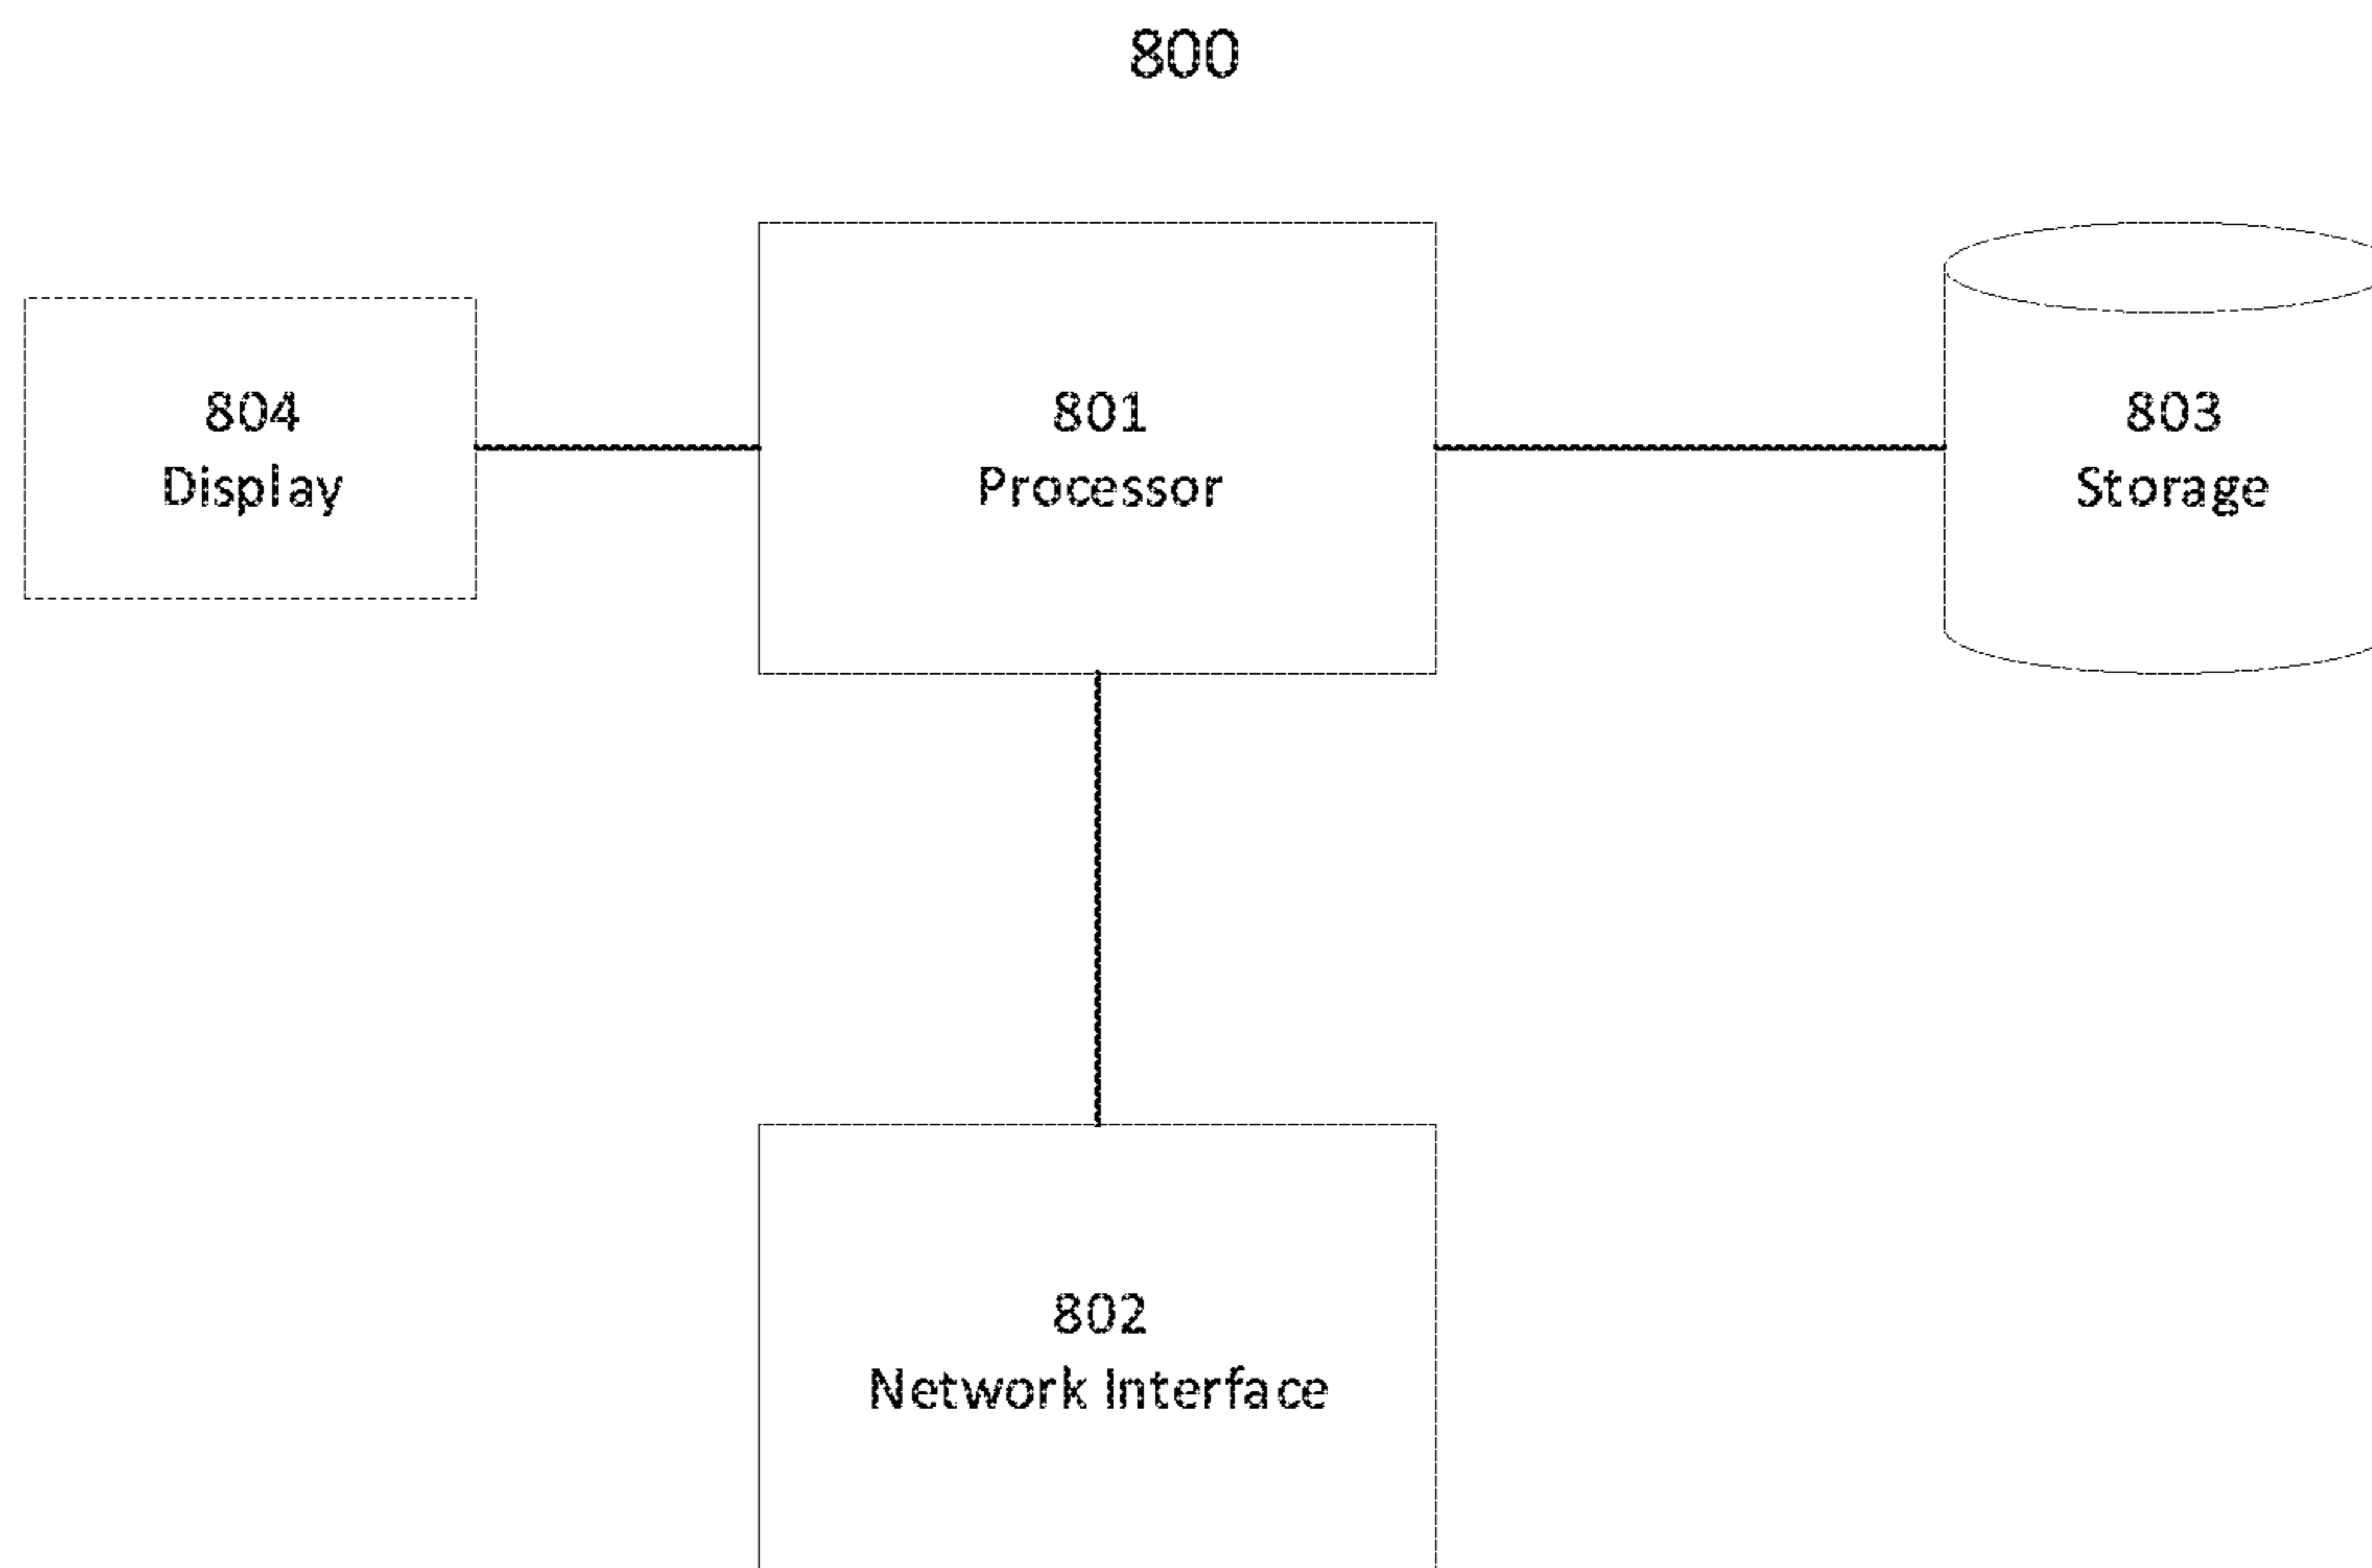 800
804
Display
801
Processor
803
Storage
802
Network Interface